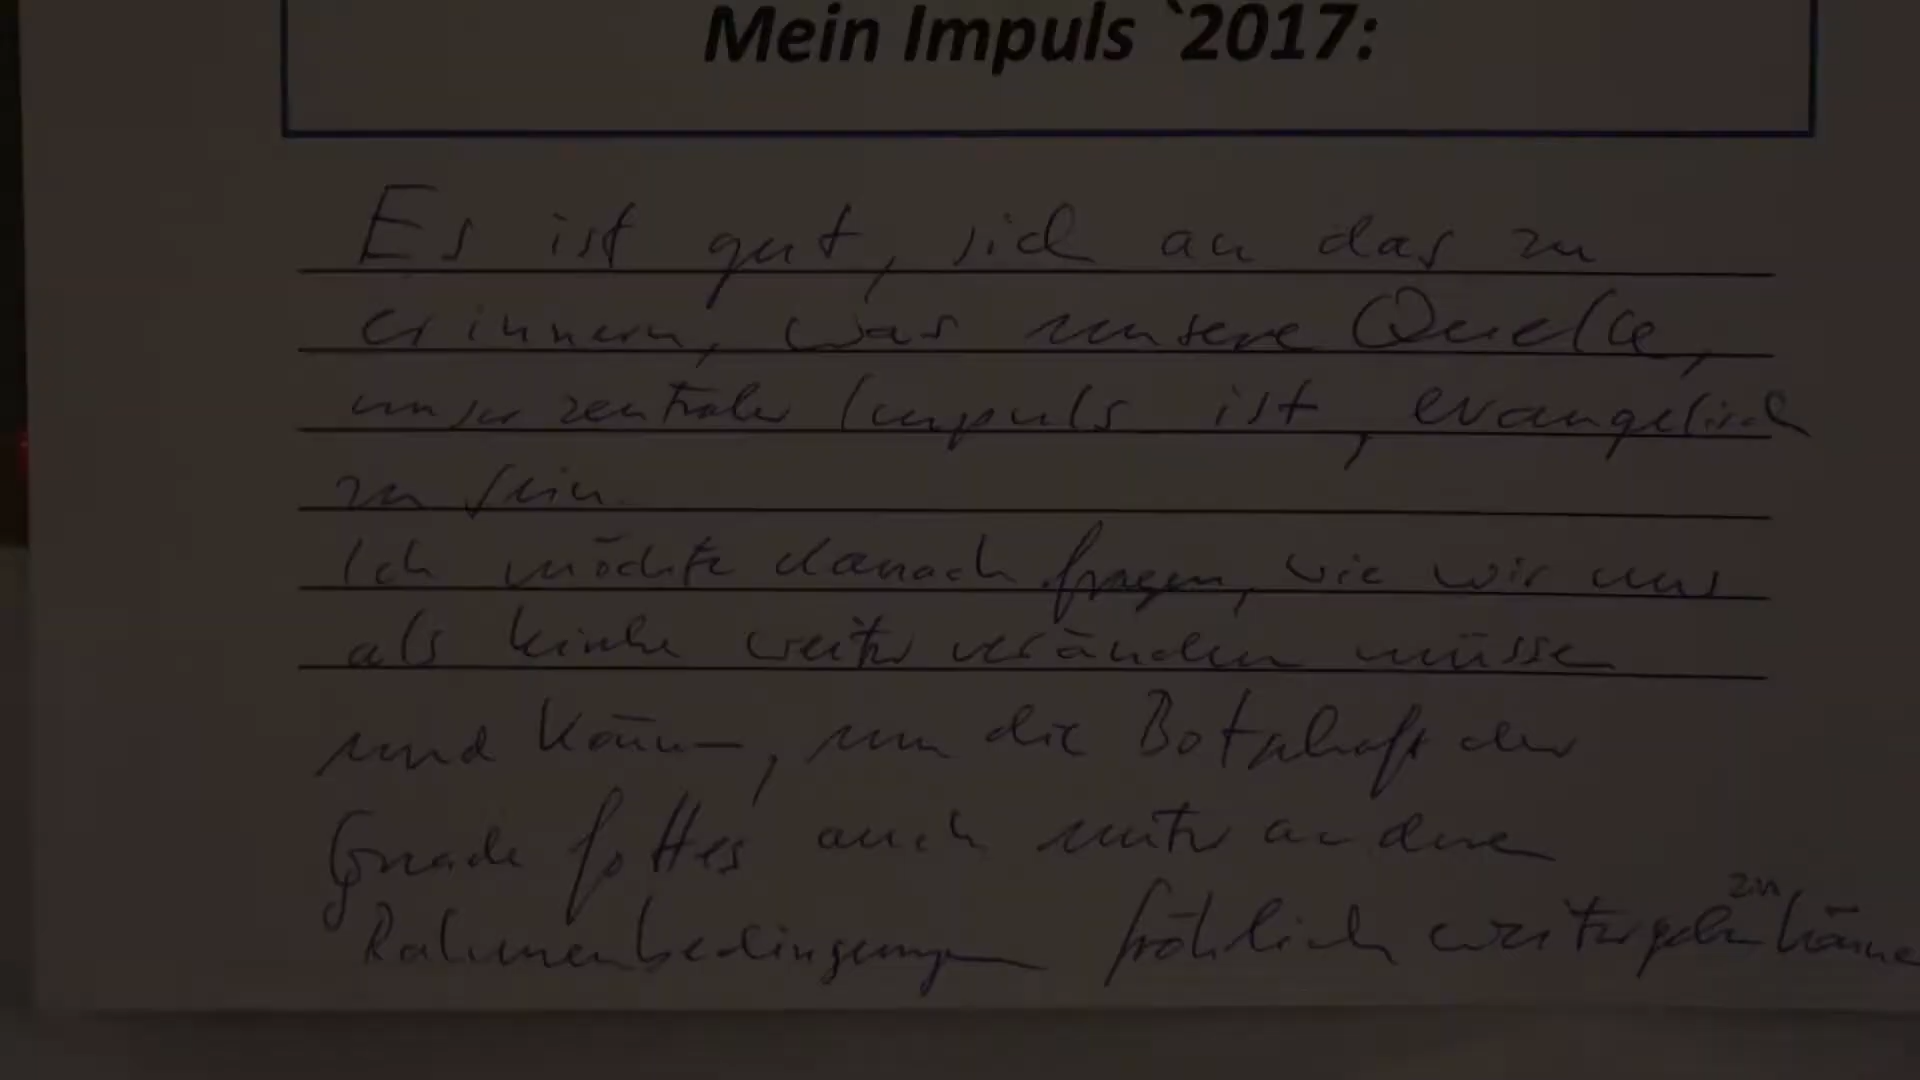 Mein Impuls `2017:
Es ist gut, sich an das zu
erinnern, was unsere Quelle,
unser zentraler Impuls ist, evangelisch
zu sein.
Ich möchte danach fragen, wie wir uns
als Kirche weiter verändern müssen
und können, um die Botschaft der
Gnade Gottes auch unter anderen
Rahmenbedingungen fröhlich weitergeben zu können